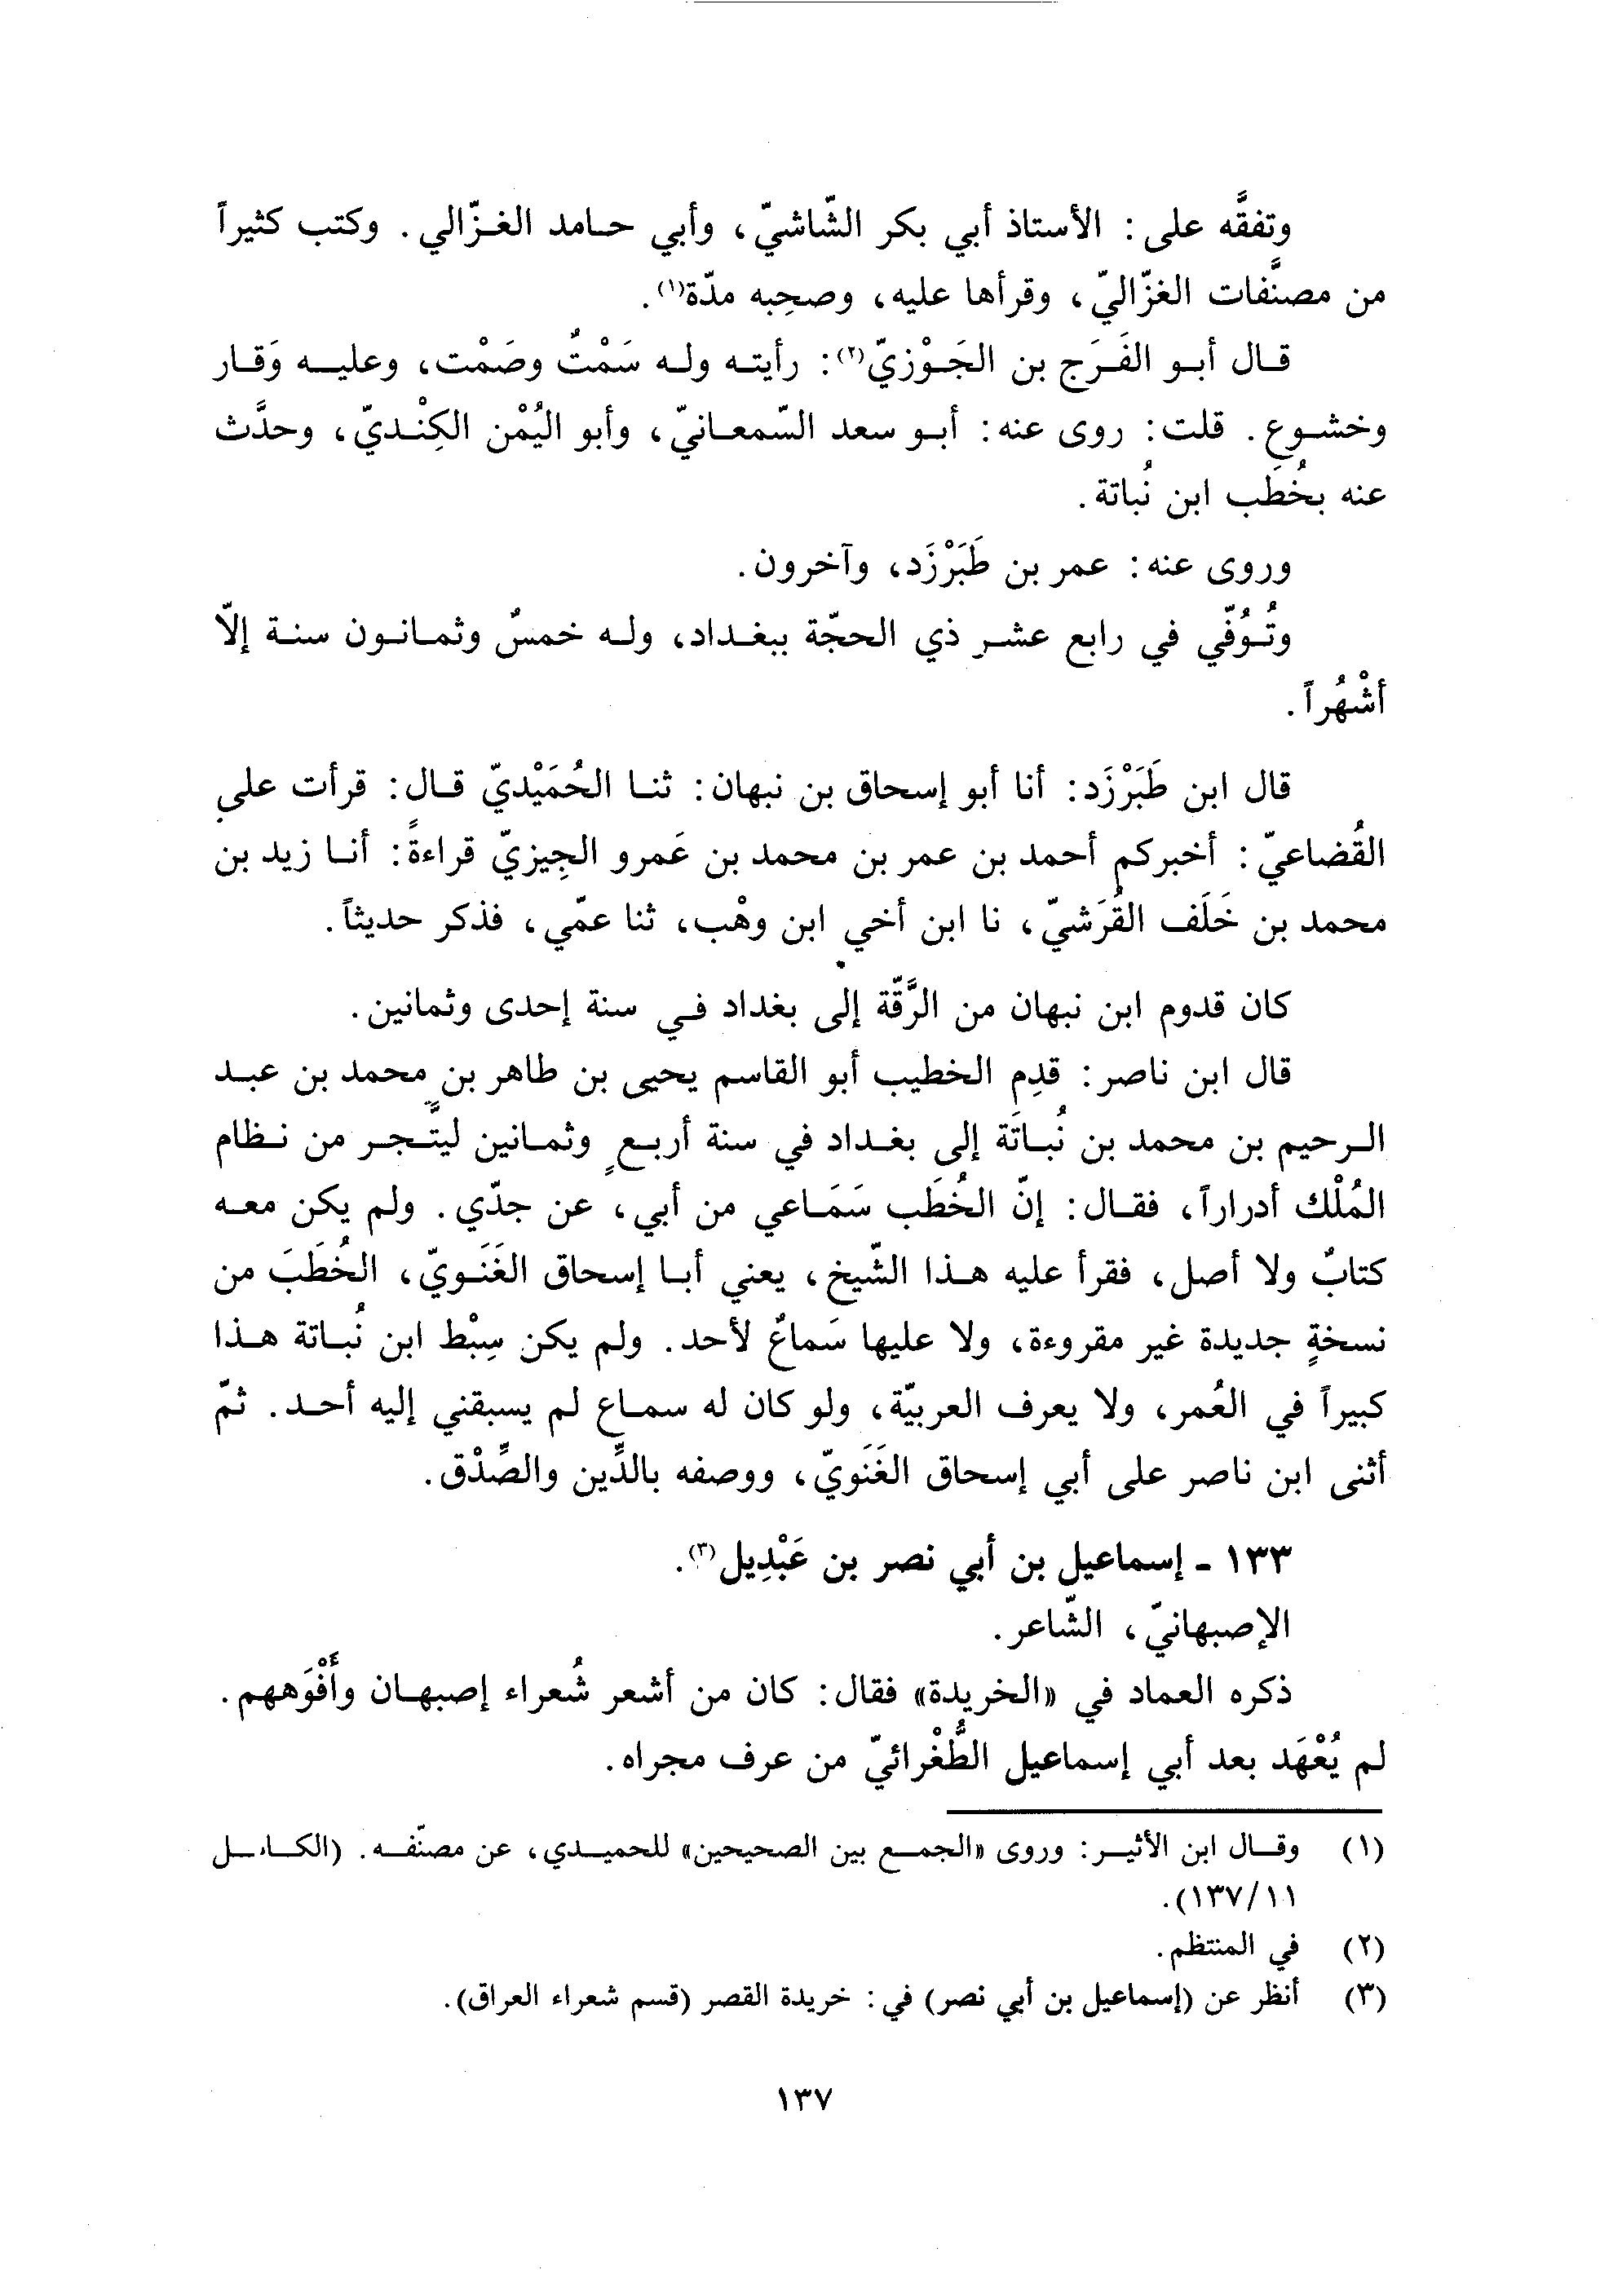 وتفقَّه على: الأستاذ أبي بكر الشّاشيّ، وأبي حامد الغزّالي. وكتب كثيراً
من مصنَّفات الغزّاليّ، وقرأها عليه، وصحِبه مدّة(١).
قال أبو الفَرَج بن الجَوْزيّ(٢): رأيته وله سَمْتٌ وصَمْت، وعليه وَقار
وخشوع. قلت: روى عنه: أبو سعد السّمعانيّ، وأبو اليُمْن الكِنْديّ، وحدَّث
عنه بخُطَب ابن نُباتة.
وروى عنه: عمر بن طَبَرْزَد، وآخرون.
وتُوُفّي في رابع عشر ذي الحجّة ببغداد، وله خمسٌ وثمانون سنة إلّا
أشْهُراً.
قال ابن طَبَرْزَد: أنا أبو إسحاق بن نبهان: ثنا الحُمَيْديّ قال: قرأت على
القُضاعيّ: أخبركم أحمد بن عمر بن محمد بن عَمرو الجِيزيّ قراءةً: أنا زيد بن
محمد بن خَلَف القُرَشيّ، نا ابن أخي ابن وهْب، ثنا عمّي، فذكر حديثاً.
كان قدوم ابن نبهان من الرَّقّة إلى بغداد في سنة إحدى وثمانين.
قال ابن ناصر: قدِم الخطيب أبو القاسم يحيى بن طاهر بن محمد بن عبد
الرحيم بن محمد بن نُباتَة إلى بغداد في سنة أربعٍ وثمانين ليتَّجر من نظام
المُلْك أدراراً، فقال: إنّ الخُطَب سَمَاعي من أبي، عن جدّي. ولم يكن معه
كتابٌ ولا أصل، فقرأ عليه هذا الشّيخ، يعني أبا إسحاق الغَنَويّ، الخُطَبَ من
نسخةٍ جديدة غير مقروءة، ولا عليها سَماعٌ لأحد. ولم يكن سِبْط ابن نُباتة هذا
كبيراً في العُمر، ولا يعرف العربيّة، ولو كان له سماع لم يسبقني إليه أحد. ثمّ
أثنى ابن ناصر على أبي إسحاق الغَنَويّ، ووصفه بالدِّين والصِّدْق.
١٣٣ - إسماعيل بن أبي نصر بن عَبْدِيل(٣).
الإصبهانيّ، الشّاعر.
ذكره العماد في «الخريدة» فقال: كان من أشعر شُعراء إصبهان وأَفْوَههم.
لم يُعْهَد بعد أبي إسماعيل الطُّغْرائيّ من عرف مجراه.
(١) وقال ابن الأثير: وروى «الجمع بين الصحيحين» للحميدي، عن مصنّفه. (الكامل
١٣٧/١١).
(٢) في المنتظم.
(٣) أنظر عن (إسماعيل بن أبي نصر) في: خريدة القصر (قسم شعراء العراق).
١٣٧